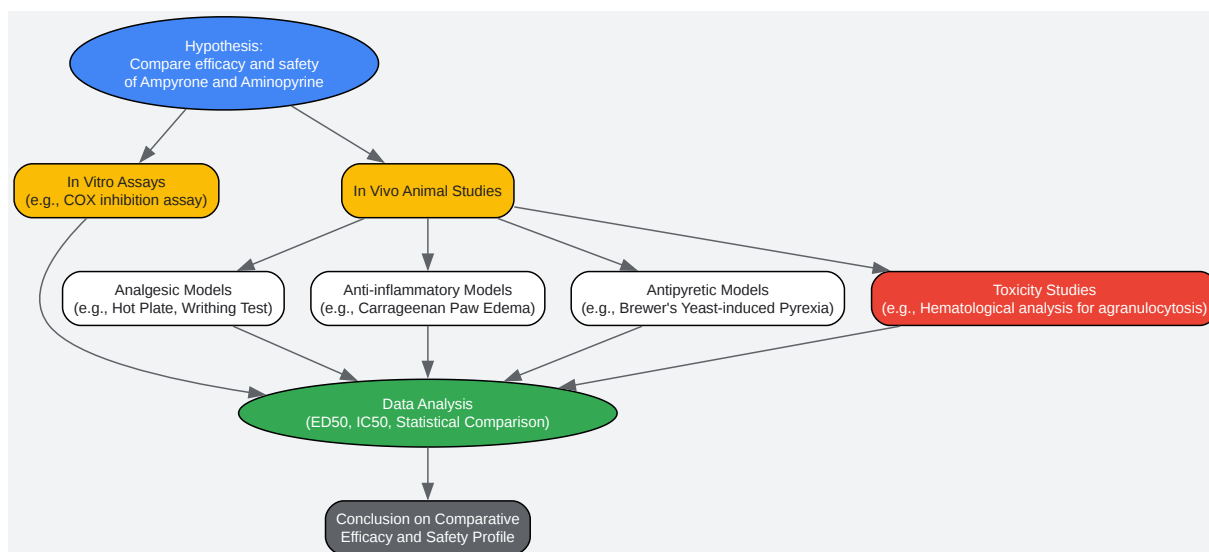 Hypothesis:
Compare efficacy and safety
of Ampyrone and Aminopyrine
In Vitro Assays
(e.g., COX inhibition assay)
In Vivo Animal Studies
Analgesic Models
(e.g., Hot Plate, Writhing Test)
Anti-inflammatory Models
(e.g., Carrageenan Paw Edema)
Antipyretic Models
(e.g., Brewer's Yeast-induced Pyrexia)
Toxicity Studies
(e.g., Hematological analysis for agranulocytosis)
Data Analysis
(ED50, IC50, Statistical Comparison)
Conclusion on Comparative
Efficacy and Safety Profile